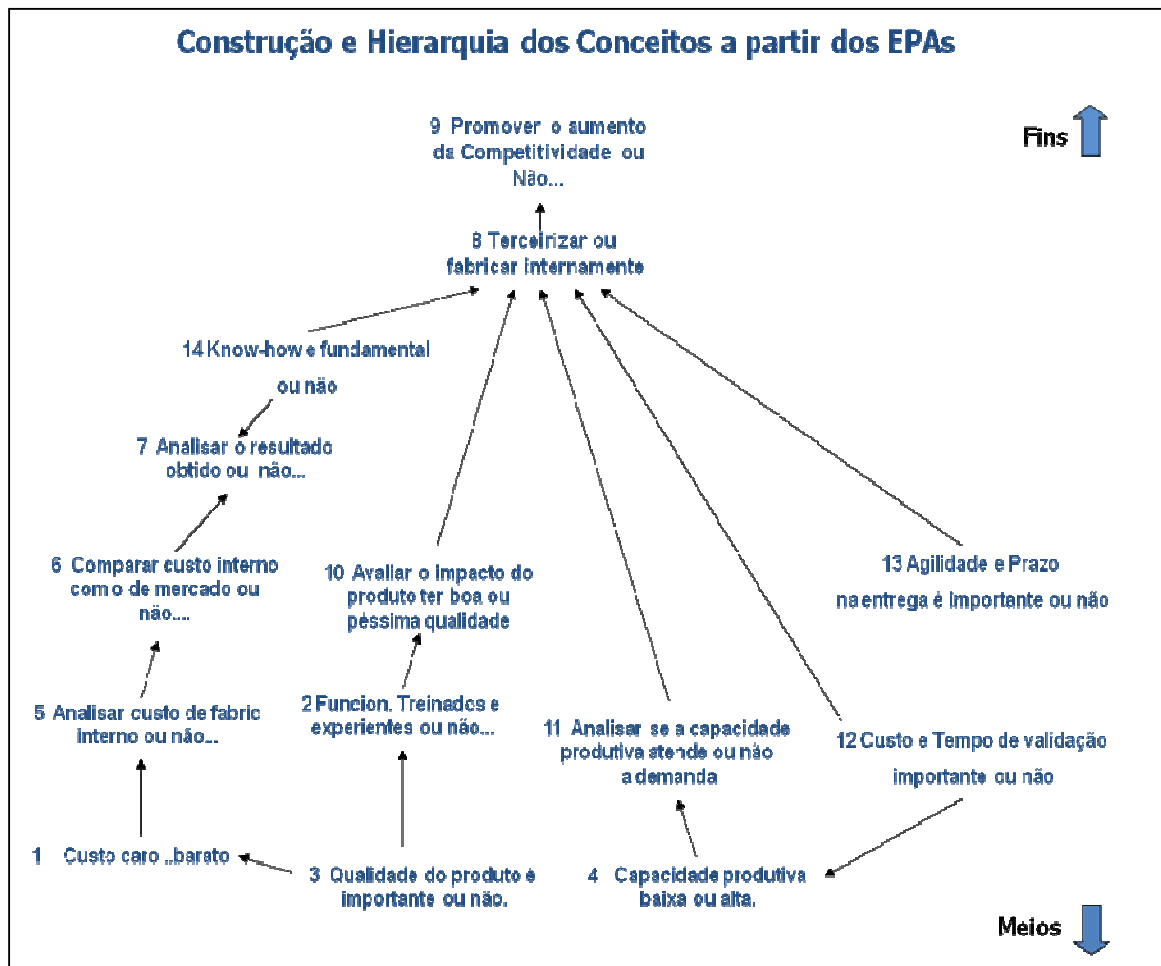 Construção e Hierarquia dos Conceitos a partir dos EPAs
9 Promover o aumento
da Competitividade ou
Não...
Fins
8 Terceirizar ou
fabricar internamente
14 Know-how e fundamental
ou não
7 Analisar o resultado
obtido ou não...
6 Comparar custo interno
com o de mercado ou
não....
10 Avaliar o impacto do
produto ter boa ou
péssima qualidade
13 Agilidade e Prazo
na entrega é importante ou não
5 Analisar custo de fabric
interno ou não...
2 Funcion. Treinados e
experientes ou não...
11 Analisar se a capacidade
produtiva atende ou não
a demanda
12 Custo e Tempo de validação
importante ou não
1 Custo caro ..barato
3 Qualidade do produto é
importante ou não.
4 Capacidade produtiva
baixa ou alta.
Meios